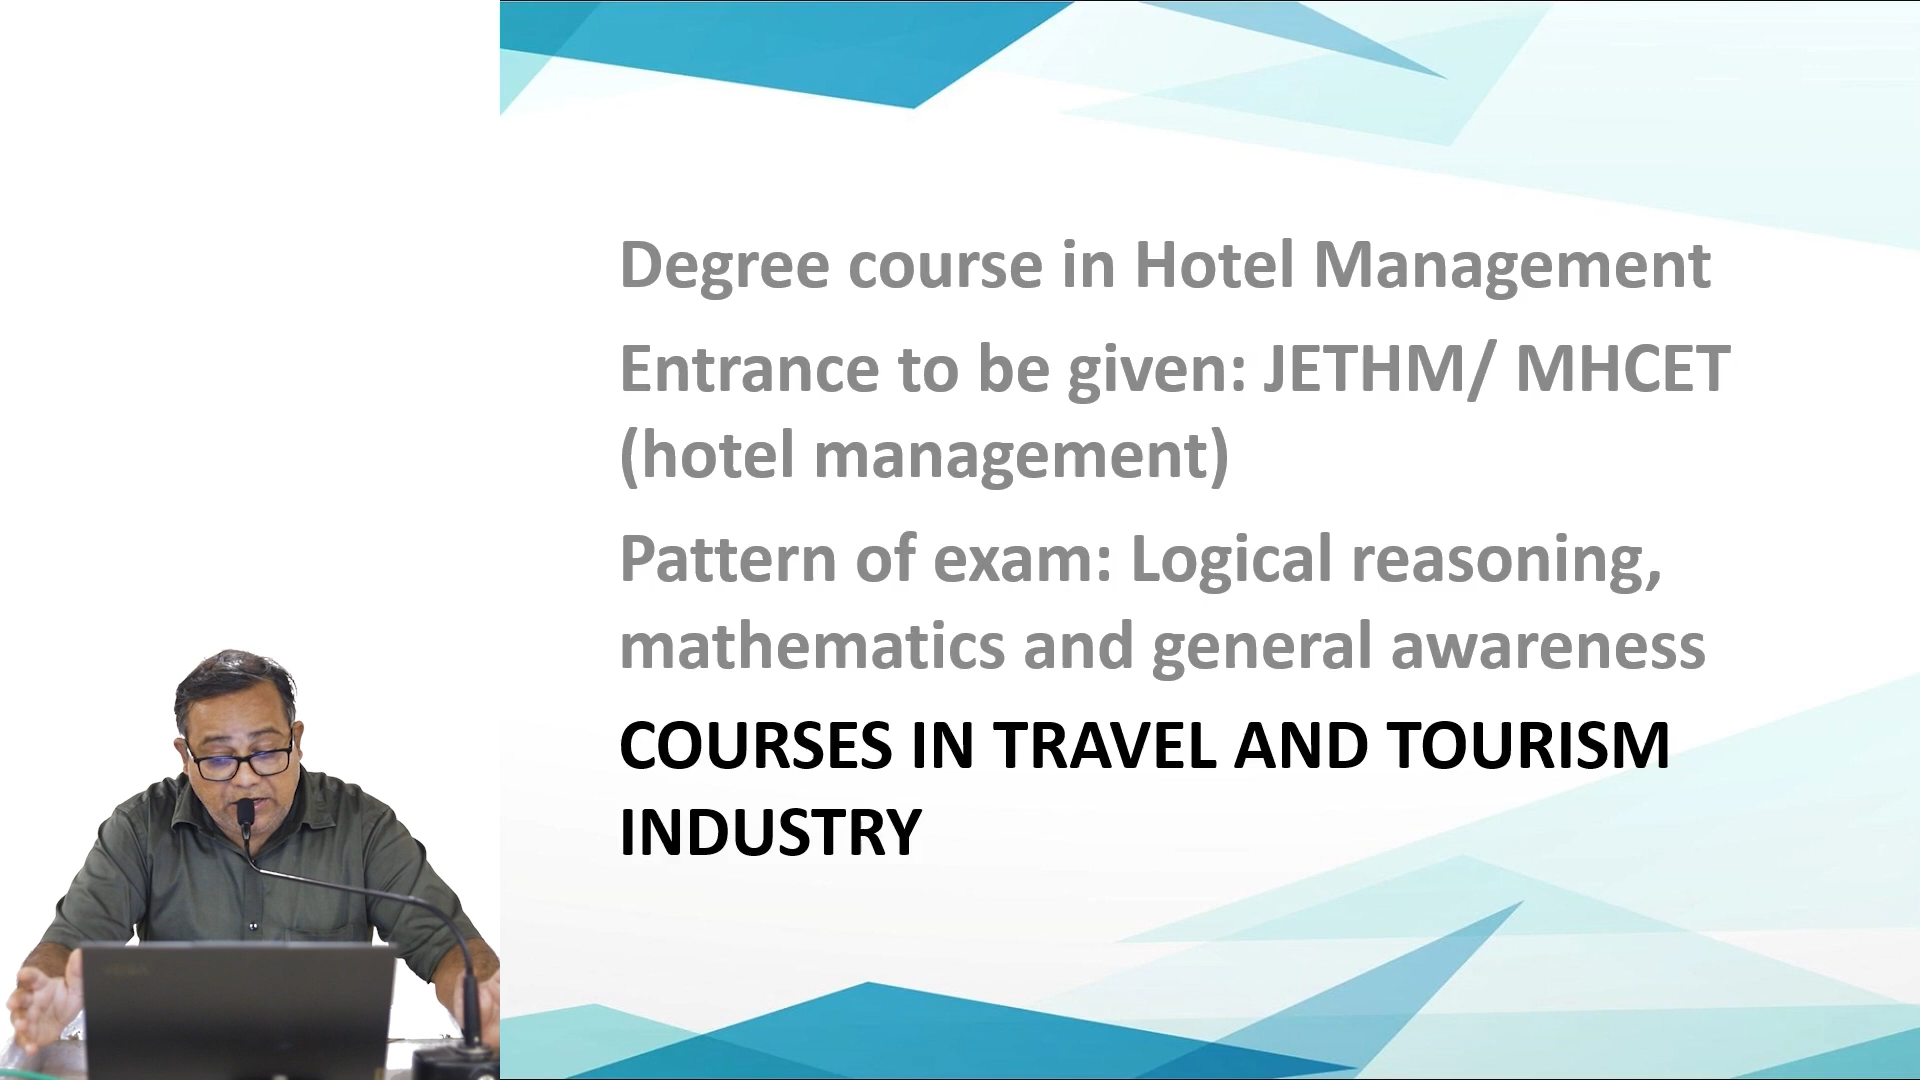 Degree course in Hotel Management
Entrance to be given: JETHM/ MHCET
(hotel management)
Pattern of exam: Logical reasoning,
mathematics and general awareness
COURSES IN TRAVEL AND TOURISM
INDUSTRY